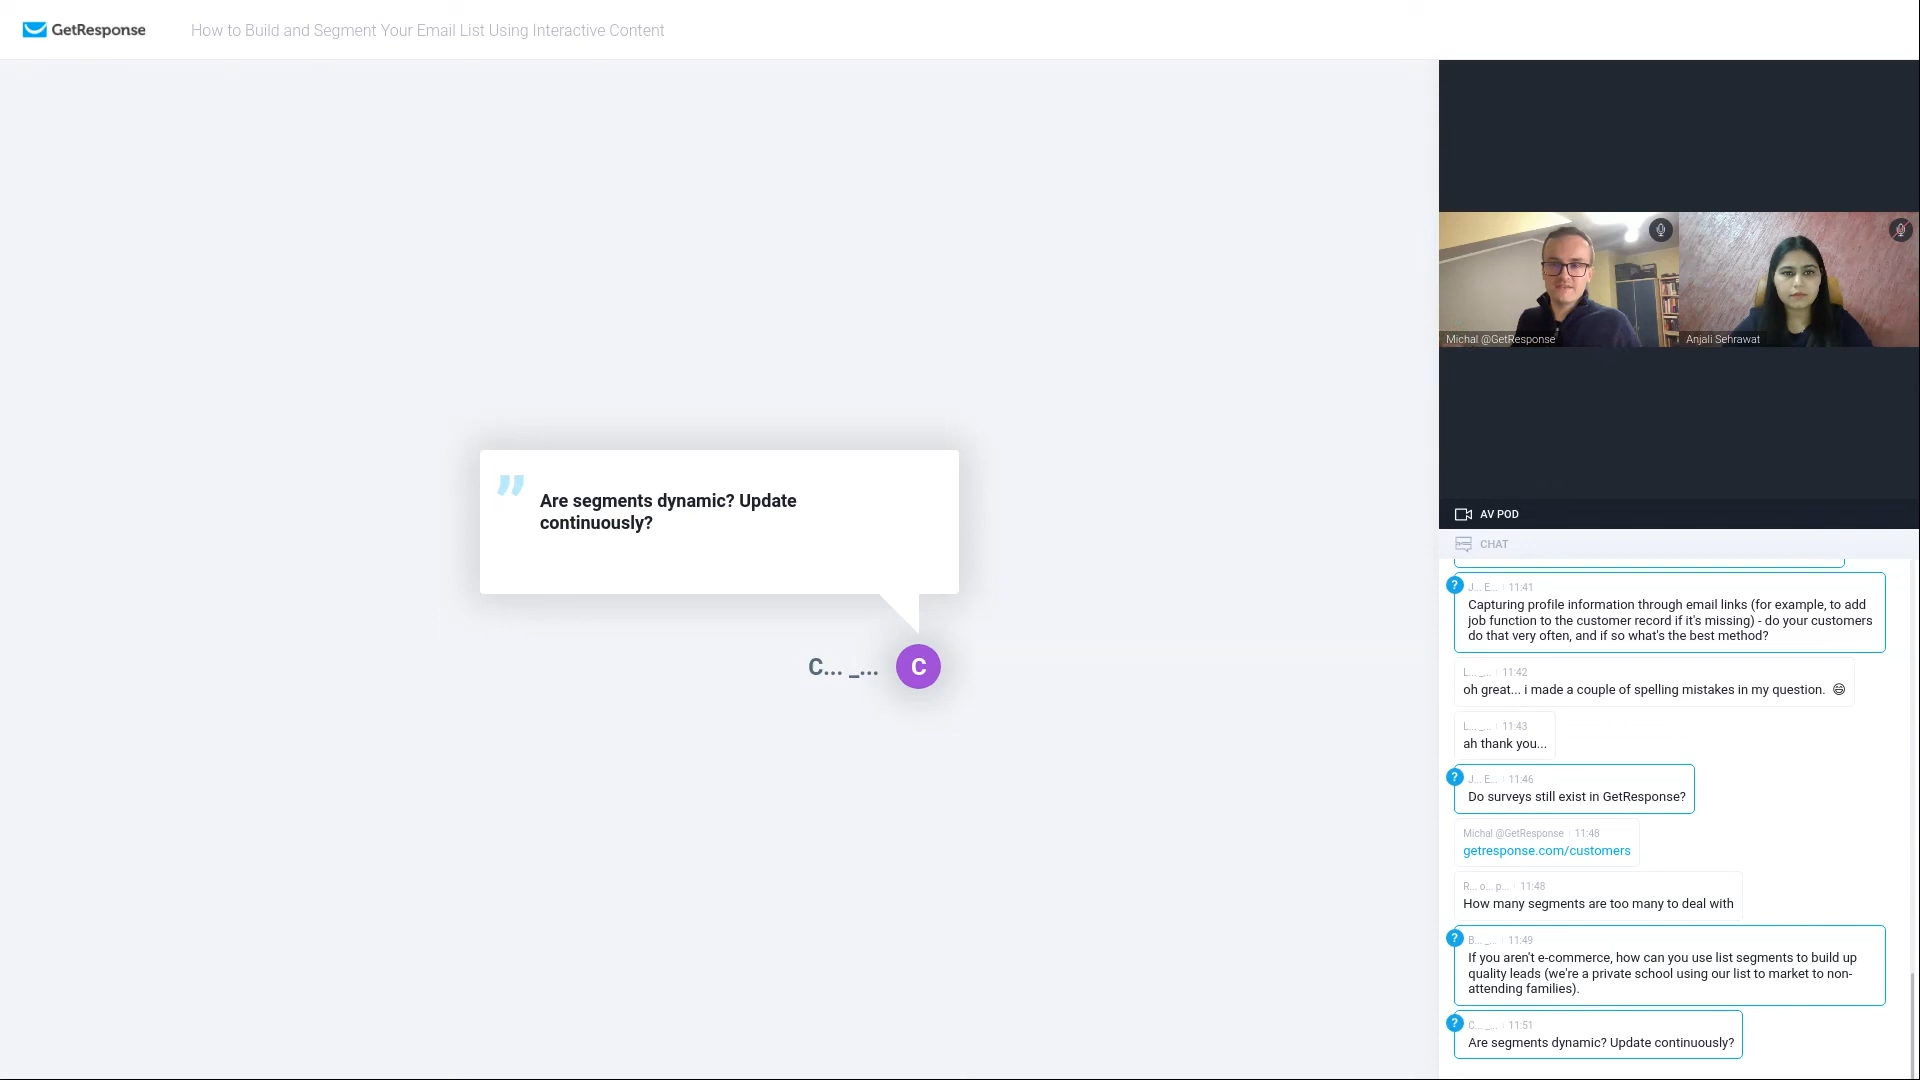 GetResponse
How to Build and Segment Your Email List Using Interactive Content
Are segments dynamic? Update
continuously?
C... _...
C
Michal @GetResponse
Anjali Sehrawat
AV POD
CHAT
?
J... E... 11:41
Capturing profile information through email links (for example, to add
job function to the customer record if it's missing) - do your customers
do that very often, and if so what's the best method?
L... _... 11:42
oh great... i made a couple of spelling mistakes in my question. 😄
L... _... 11:43
ah thank you...
?
J... E... 11:46
Do surveys still exist in GetResponse?
Michal @GetResponse 11:48
getresponse.com/customers
R... o... p... 11:48
How many segments are too many to deal with
?
B... _... 11:49
If you aren't e-commerce, how can you use list segments to build up
quality leads (we're a private school using our list to market to non-
attending families).
?
C... _... 11:51
Are segments dynamic? Update continuously?